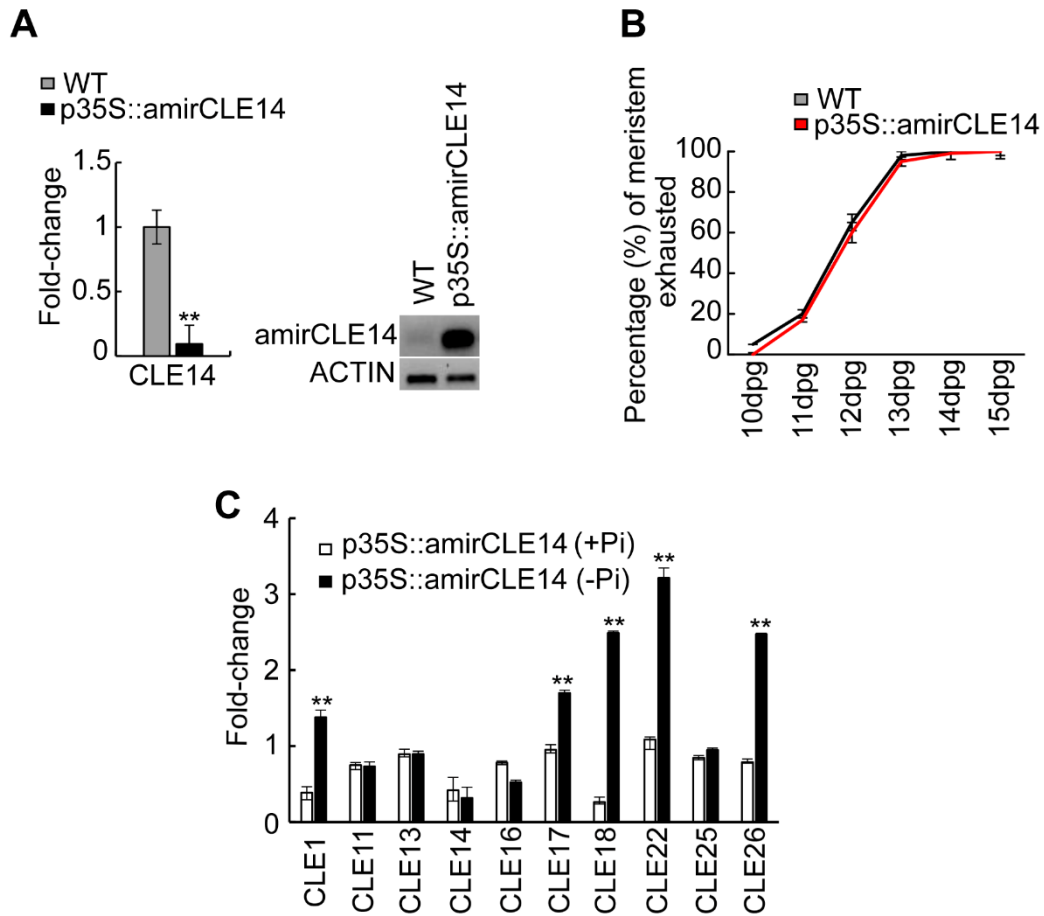 A
WT
p35S::amirCLE14
Fold-change
1.5
1
0.5
0
**
CLE14
WT
p35S::amirCLE14
amirCLE14
ACTIN
B
WT
p35S::amirCLE14
Percentage (%) of meristem
exhausted
100
80
60
40
20
0
10dpg
11dpg
12dpg
13dpg
14dpg
15dpg
C
p35S::amirCLE14 (+Pi)
p35S::amirCLE14 (-Pi)
Fold-change
4
3
2
1
0
**
**
**
**
**
CLE1
CLE11
CLE13
CLE14
CLE16
CLE17
CLE18
CLE22
CLE25
CLE26